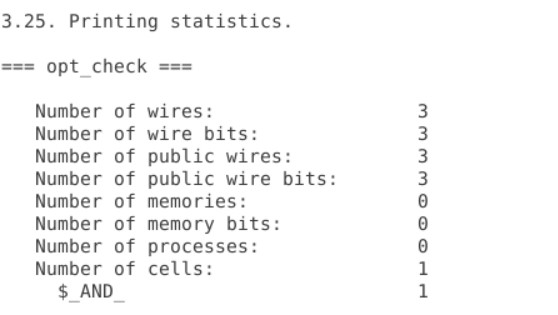 3.25. Printing statistics.
=== opt_check ===
Number of wires: 3
Number of wire bits: 3
Number of public wires: 3
Number of public wire bits: 3
Number of memories: 0
Number of memory bits: 0
Number of processes: 0
Number of cells: 1
$_AND_ 1